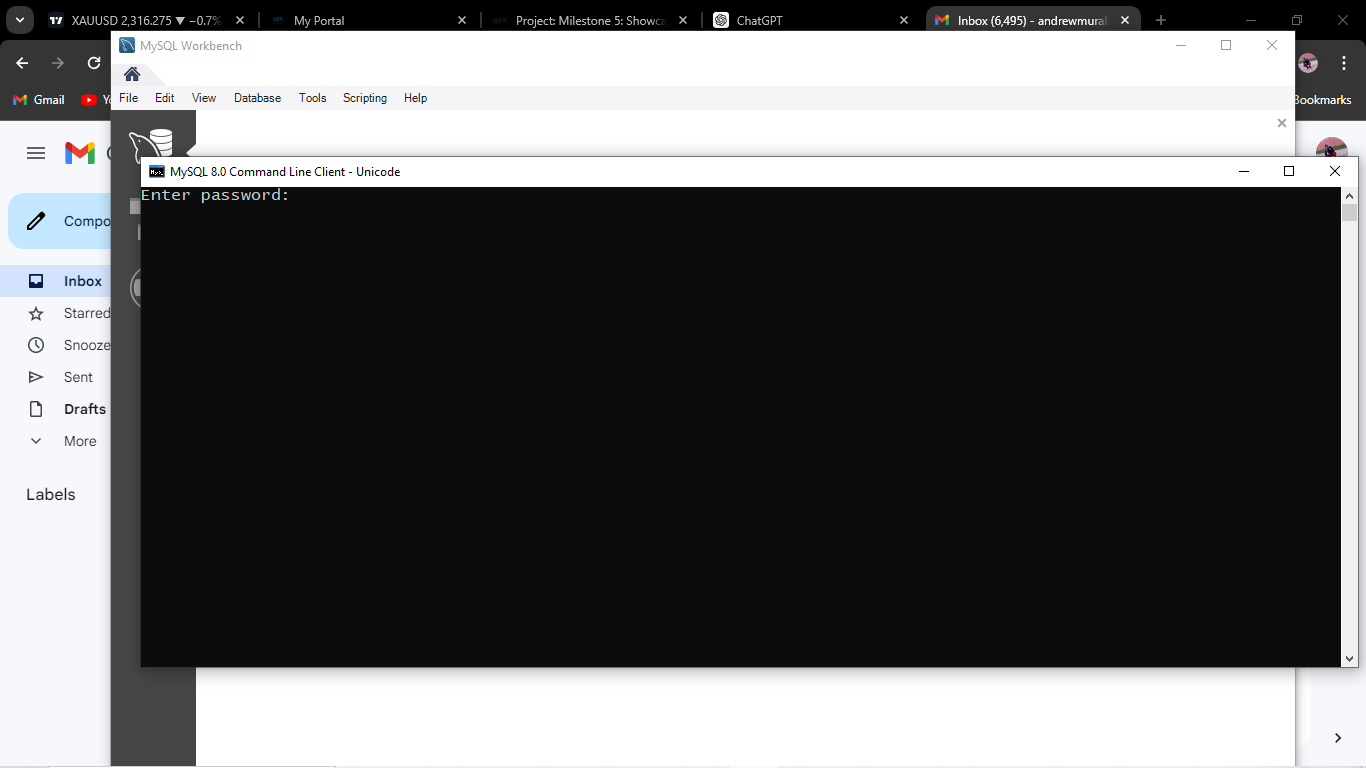 XAUUSD 2,316.275 ▼ −0.7%
My Portal
Project: Milestone 5: Showca
ChatGPT
Inbox (6,495) - andrewmural
MySQL Workbench
Gmail
File Edit View Database Tools Scripting Help
Bookmarks
MySQL 8.0 Command Line Client - Unicode
Enter password:
Compo
Inbox
Starred
Snooze
Sent
Drafts
More
Labels